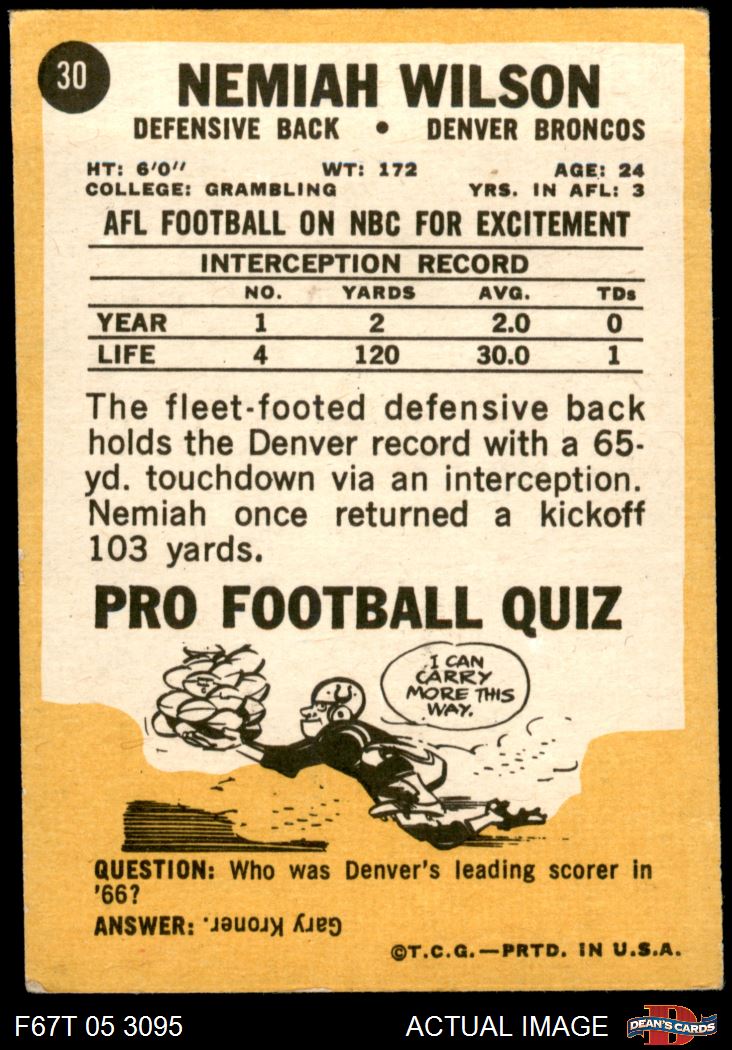 30
NEMIAH WILSON
DEFENSIVE BACK • DENVER BRONCOS
HT: 6'0'' WT: 172 AGE: 24
COLLEGE: GRAMBLING YRS. IN AFL: 3
AFL FOOTBALL ON NBC FOR EXCITEMENT
INTERCEPTION RECORD
NO. YARDS AVG. TDs
YEAR 1 2 2.0 0
LIFE 4 120 30.0 1
The fleet-footed defensive back
holds the Denver record with a 65-
yd. touchdown via an interception.
Nemiah once returned a kickoff
103 yards.
PRO FOOTBALL QUIZ
I CAN
CARRY
MORE THIS
WAY.
QUESTION: Who was Denver's leading scorer in
'66?
ANSWER: Gary Kroner.
©T.C.G.—PRTD. IN U.S.A.
F67T 05 3095 ACTUAL IMAGE DEAN'S CARDS